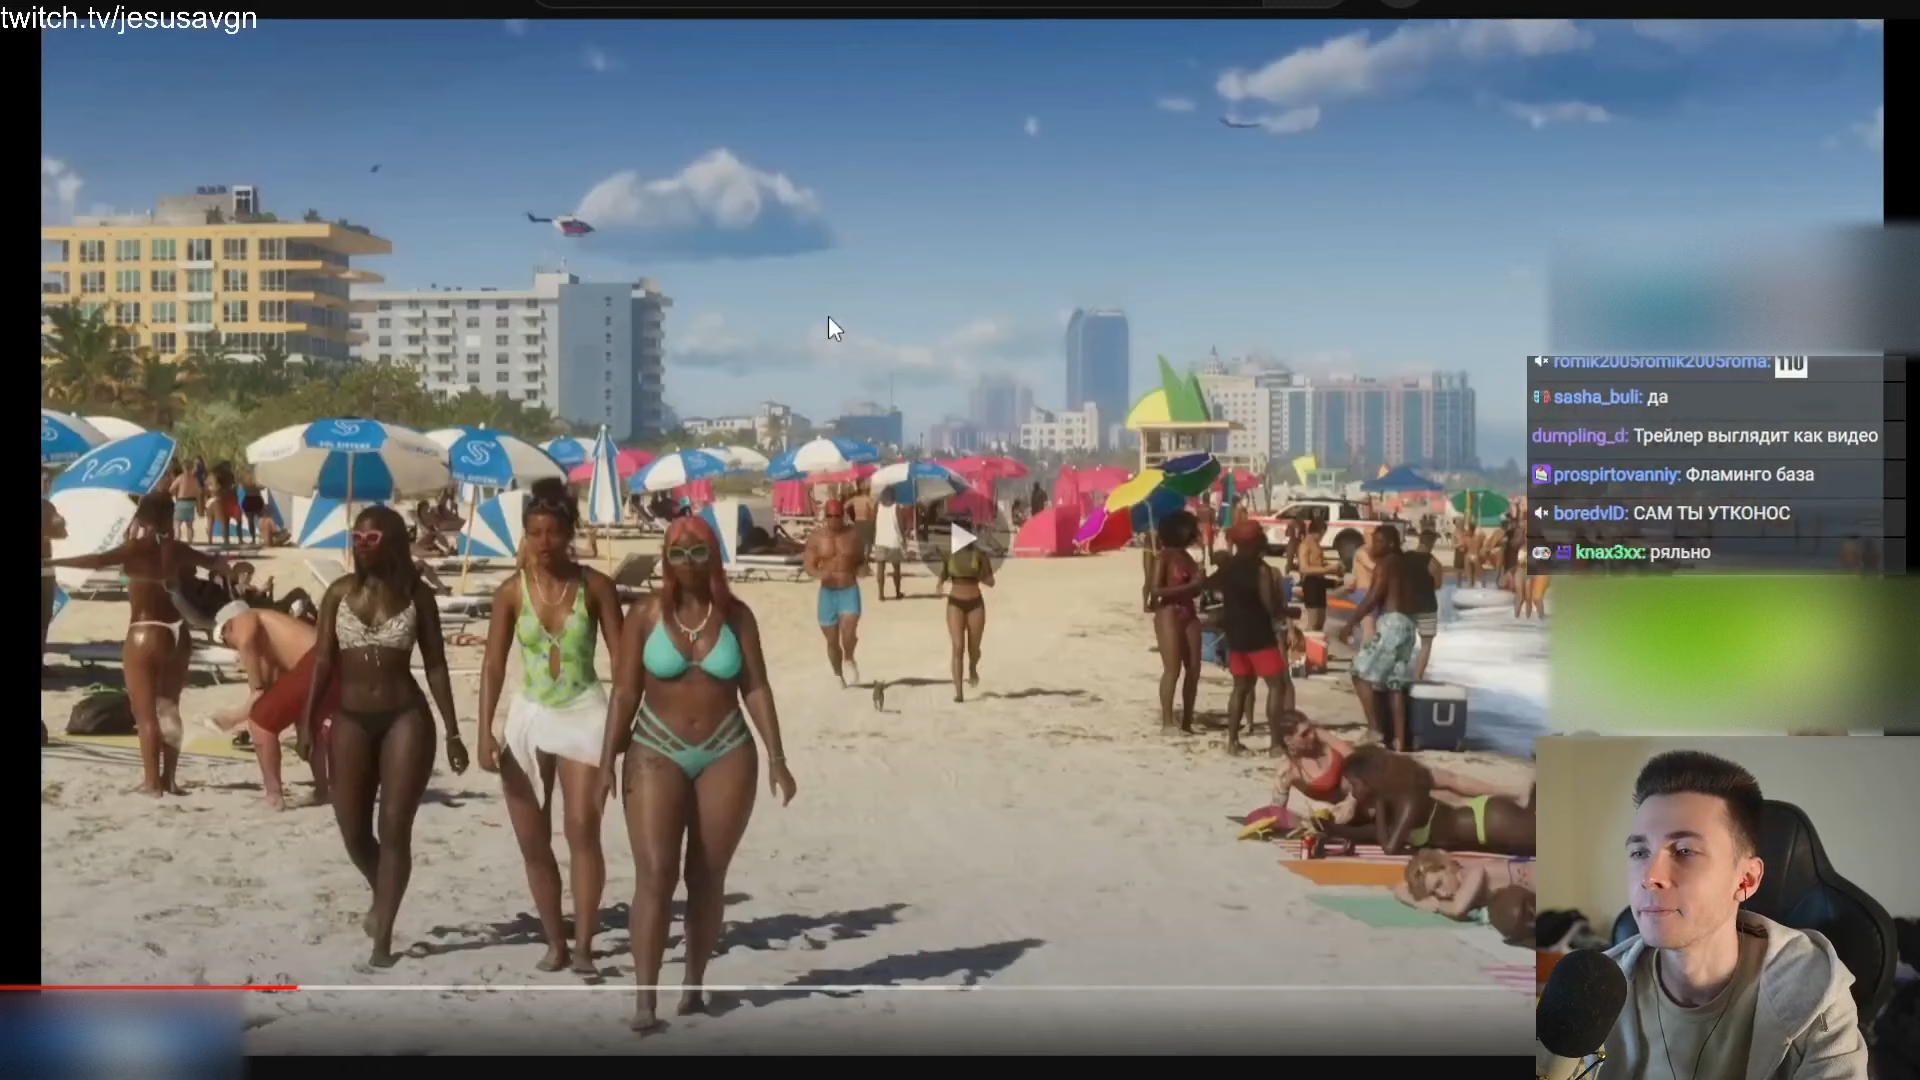 twitch.tv/jesusavgn
romik2005romik2005roma: 110
sasha_buli: да
dumpling_d: Трейлер выглядит как видео
prospirtovanniy: Фламинго база
boredvlD: САМ ТЫ УТКОНОС
knax3xx: ряльно